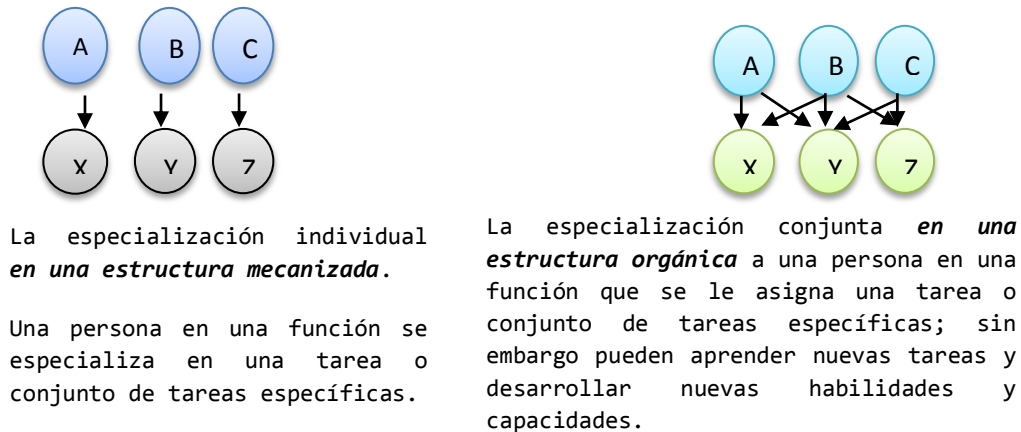 A B C
X Y Z
La especialización individual
en una estructura mecanizada.
Una persona en una función se
especializa en una tarea o
conjunto de tareas específicas.
A B C
X Y Z
La especialización conjunta en una
estructura orgánica a una persona en una
función que se le asigna una tarea o
conjunto de tareas específicas; sin
embargo pueden aprender nuevas tareas y
desarrollar nuevas habilidades y
capacidades.